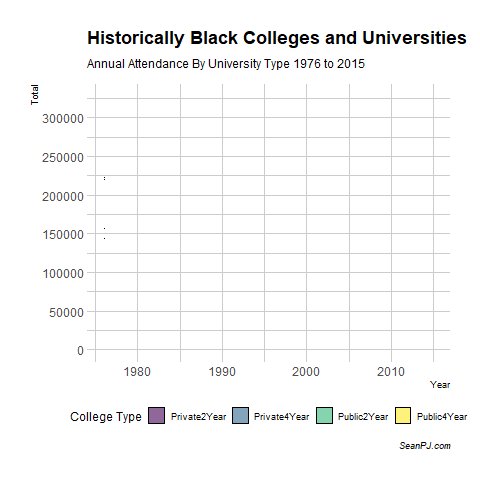 Historically Black Colleges and Universities
Annual Attendance By University Type 1976 to 2015
Total
300000
250000
200000
150000
100000
50000
0
1980 1990 2000 2010
Year
College Type Private2Year Private4Year Public2Year Public4Year
SeanPJ.com